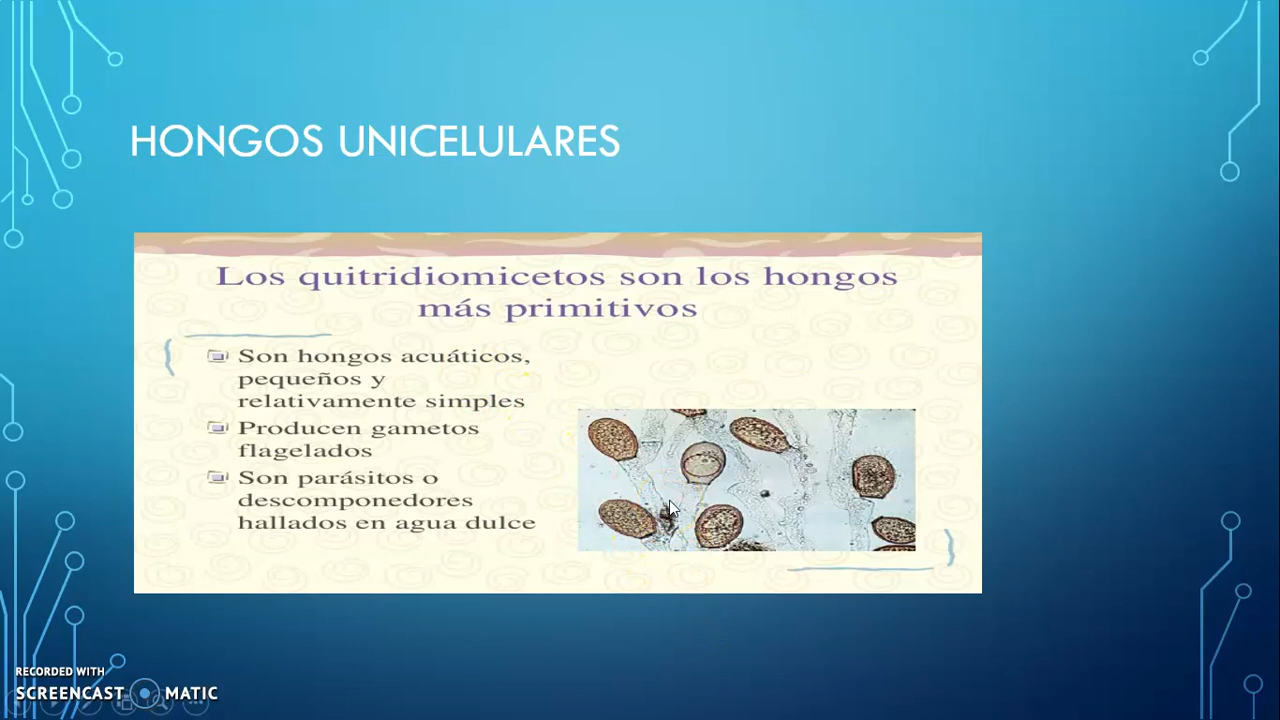 HONGOS UNICELULARES
Los quitridiomicetos son los hongos
más primitivos
Son hongos acuáticos,
pequeños y
relativamente simples
Producen gametos
flagelados
Son parásitos o
descomponedores
hallados en agua dulce
RECORDED WITH
SCREENCAST MATIC